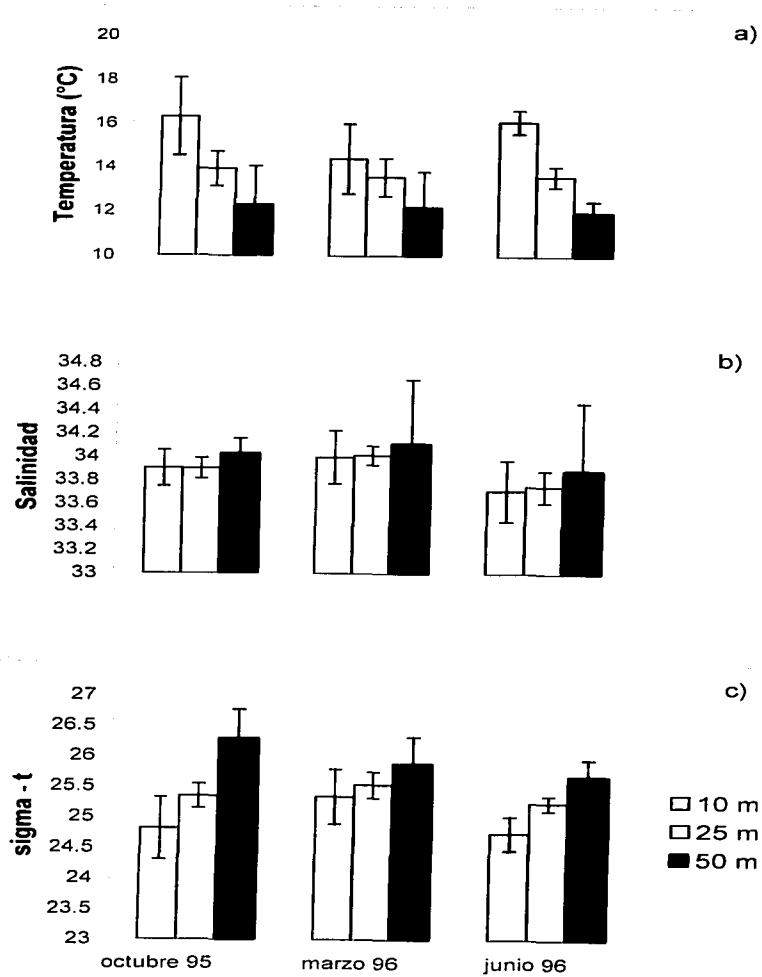 a)
20
18
16
14
12
10
Temperatura (°C)
b)
34.8
34.6
34.4
34.2
34
33.8
33.6
33.4
33.2
33
Salinidad
c)
27
26.5
26
25.5
25
24.5
24
23.5
23
sigma - t
10 m
25 m
50 m
octubre 95 marzo 96 junio 96